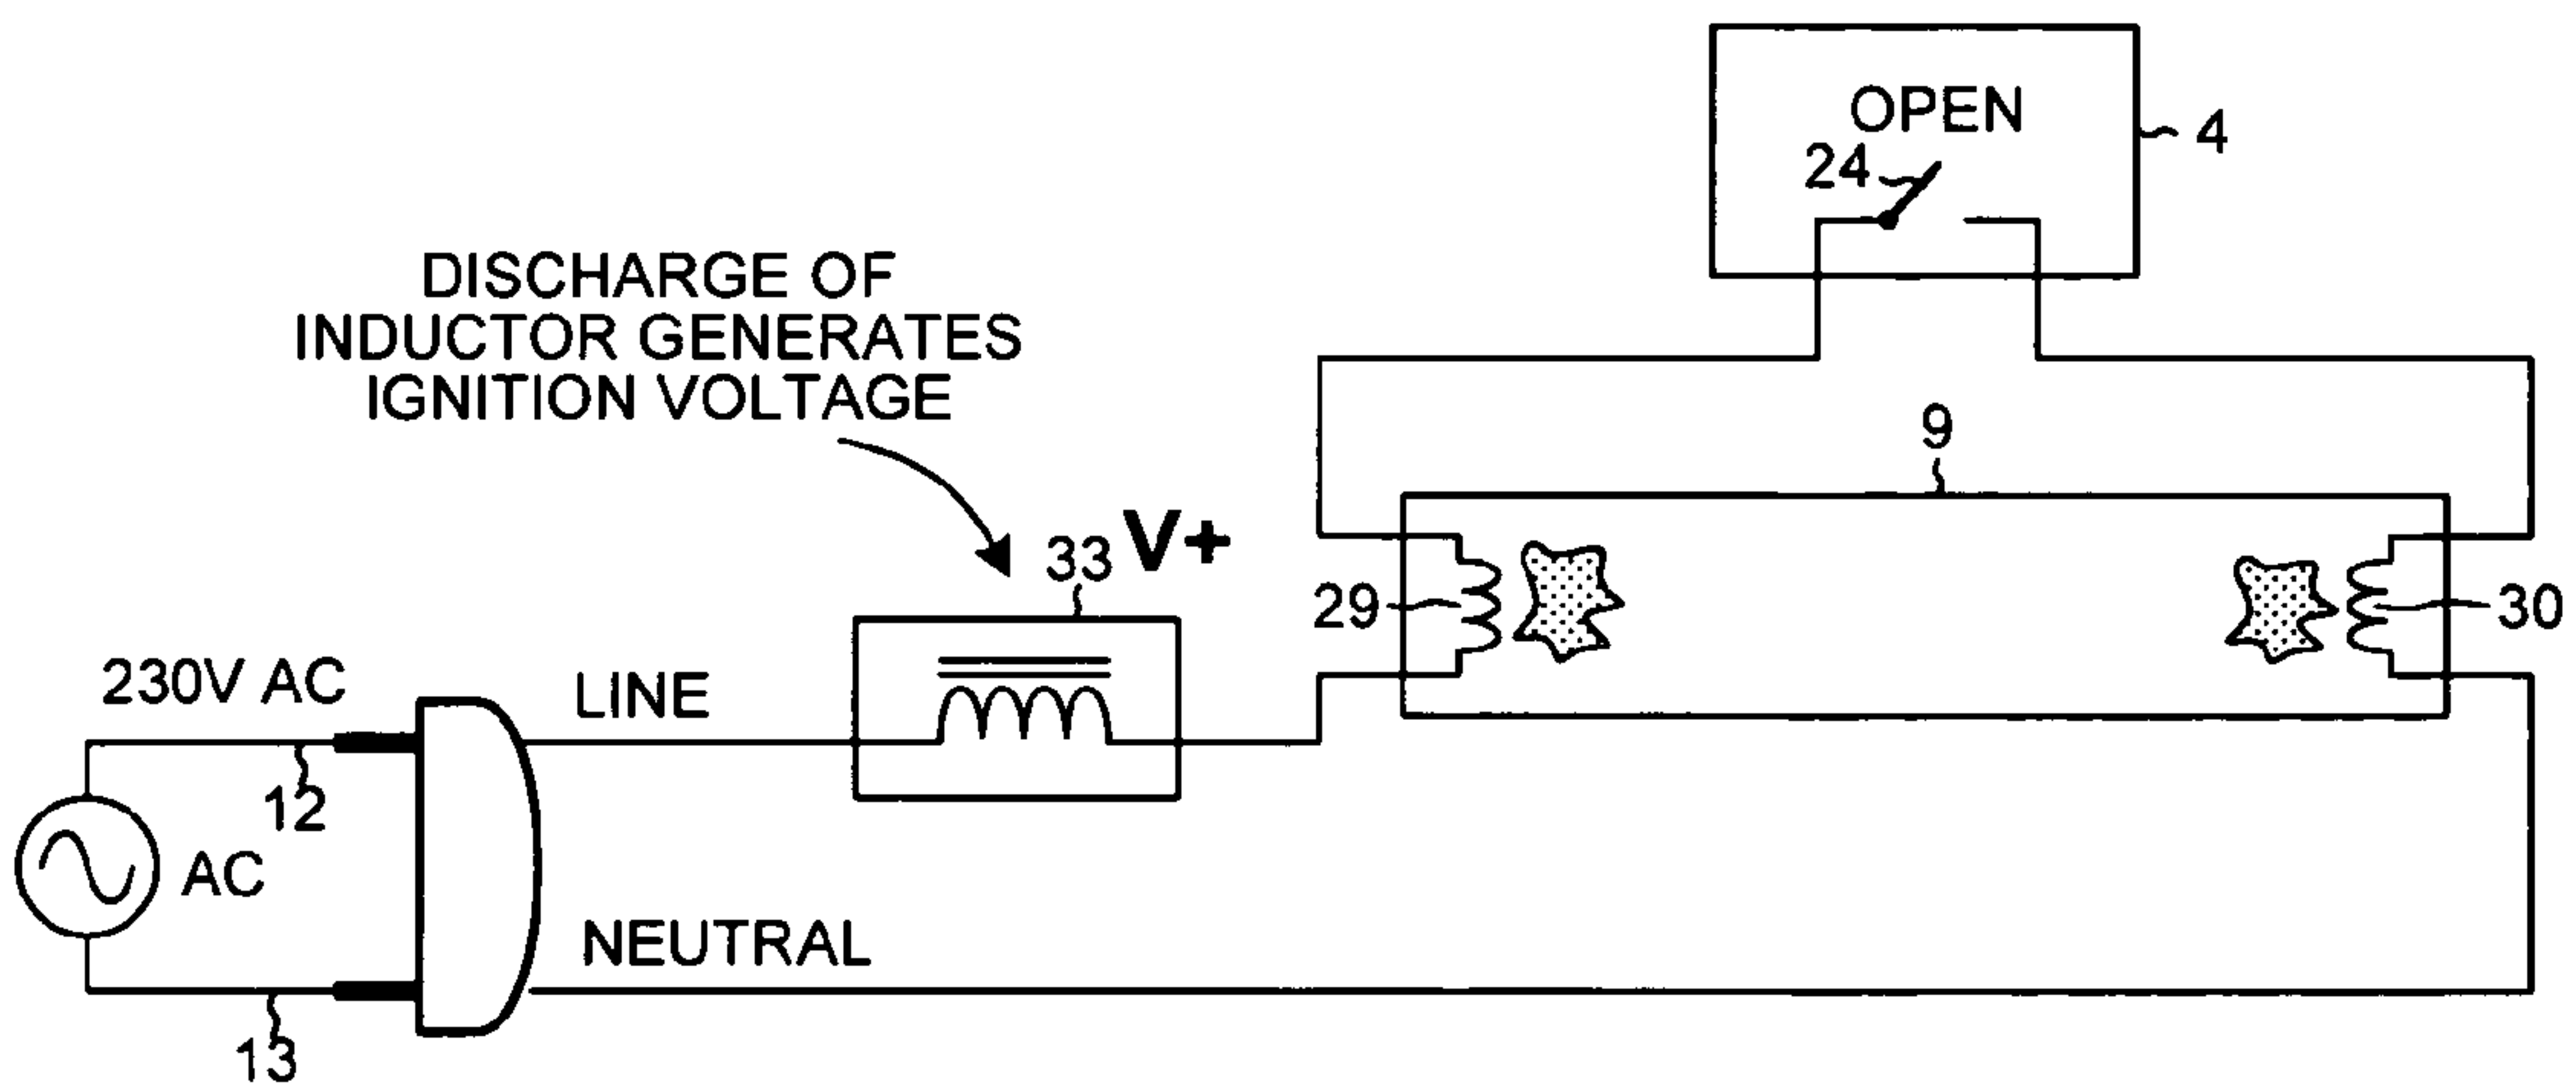 OPEN
24
4
DISCHARGE OF
INDUCTOR GENERATES
IGNITION VOLTAGE
9
33 V+
29
30
230V AC
LINE
12
AC
NEUTRAL
13